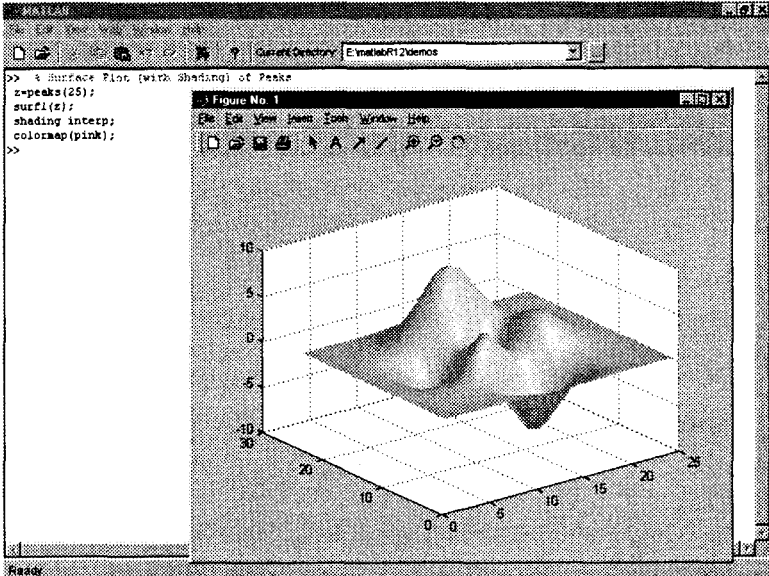 MATLAB
File Edit View Web Window Help
Current Directory: E:\matlabR12\demos
>> % Surface Plot (with Shading) of Peaks
z=peaks(25);
surfl(z);
shading interp;
colormap(pink);
>>
Figure No. 1
File Edit View Insert Tools Window Help
A
10
5
0
-5
-10
30
20
10
0
0
5
10
15
20
25
Ready